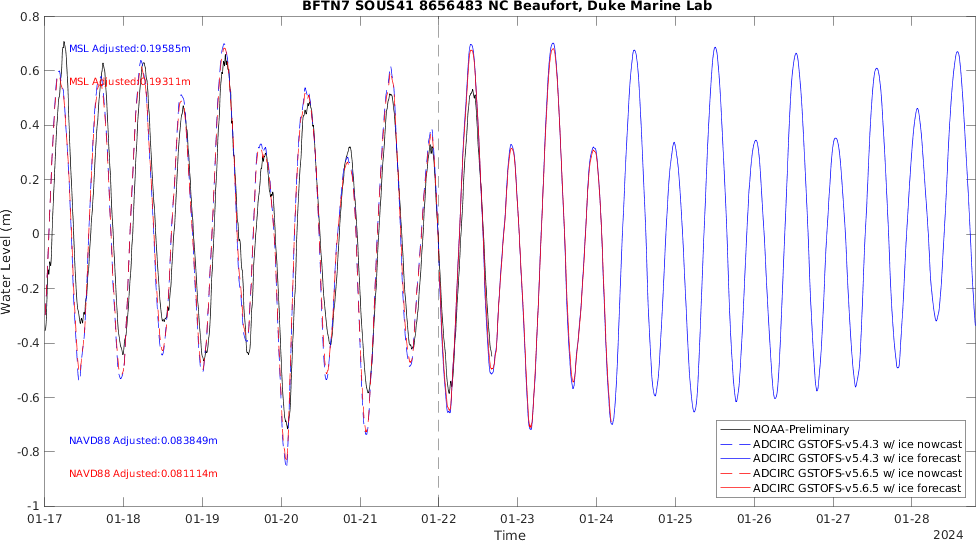 BFTN7 SOUS41 8656483 NC Beaufort, Duke Marine Lab
0.8
0.6
0.4
0.2
0
-0.2
-0.4
-0.6
-0.8
-1
Water Level (m)
MSL Adjusted:0.19585m
MSL Adjusted:0.19311m
NAVD88 Adjusted:0.083849m
NAVD88 Adjusted:0.081114m
NOAA-Preliminary
ADCIRC GSTOFS-v5.4.3 w/ ice nowcast
ADCIRC GSTOFS-v5.4.3 w/ ice forecast
ADCIRC GSTOFS-v5.6.5 w/ ice nowcast
ADCIRC GSTOFS-v5.6.5 w/ ice forecast
01-17 01-18 01-19 01-20 01-21 01-22 01-23 01-24 01-25 01-26 01-27 01-28
Time
2024